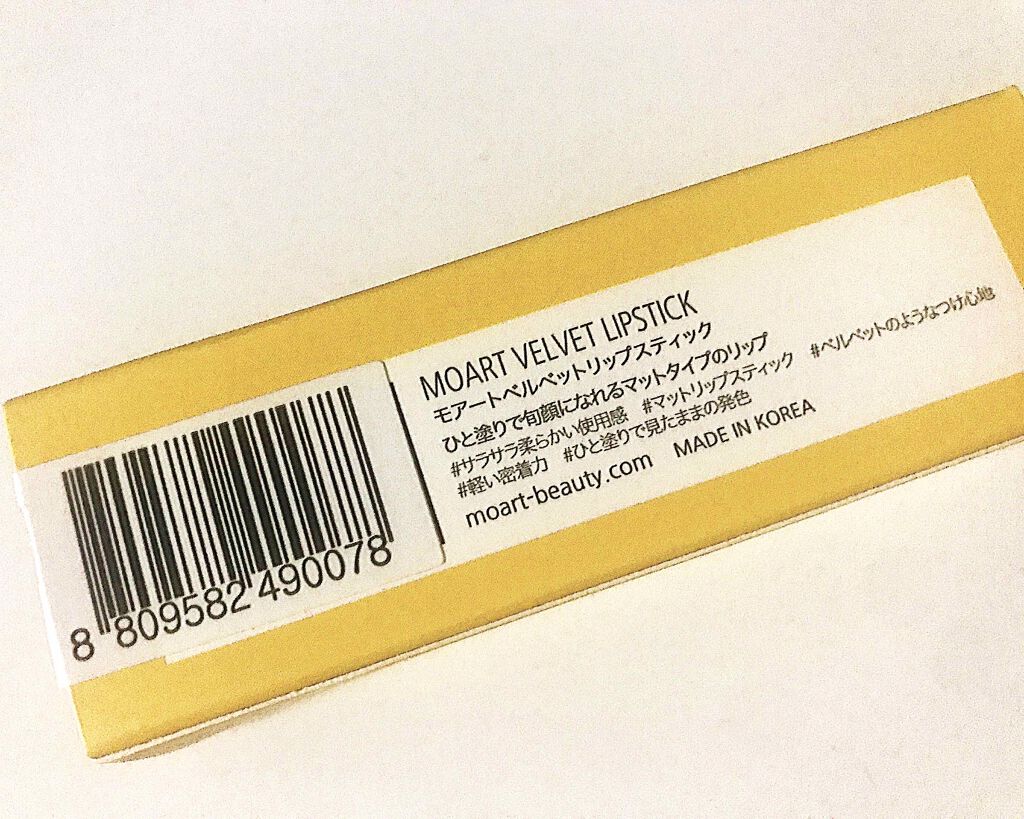 MOART VELVET LIPSTICK
モアートベルベットリップスティック
ひと塗りで旬顔になれるマットタイプのリップ
#サラサラ柔らかい使用感 #マットリップスティック #ベルベットのようなつけ心地
#軽い密着力 #ひと塗りで見たままの発色
moart-beauty.com MADE IN KOREA
8 809582 490078